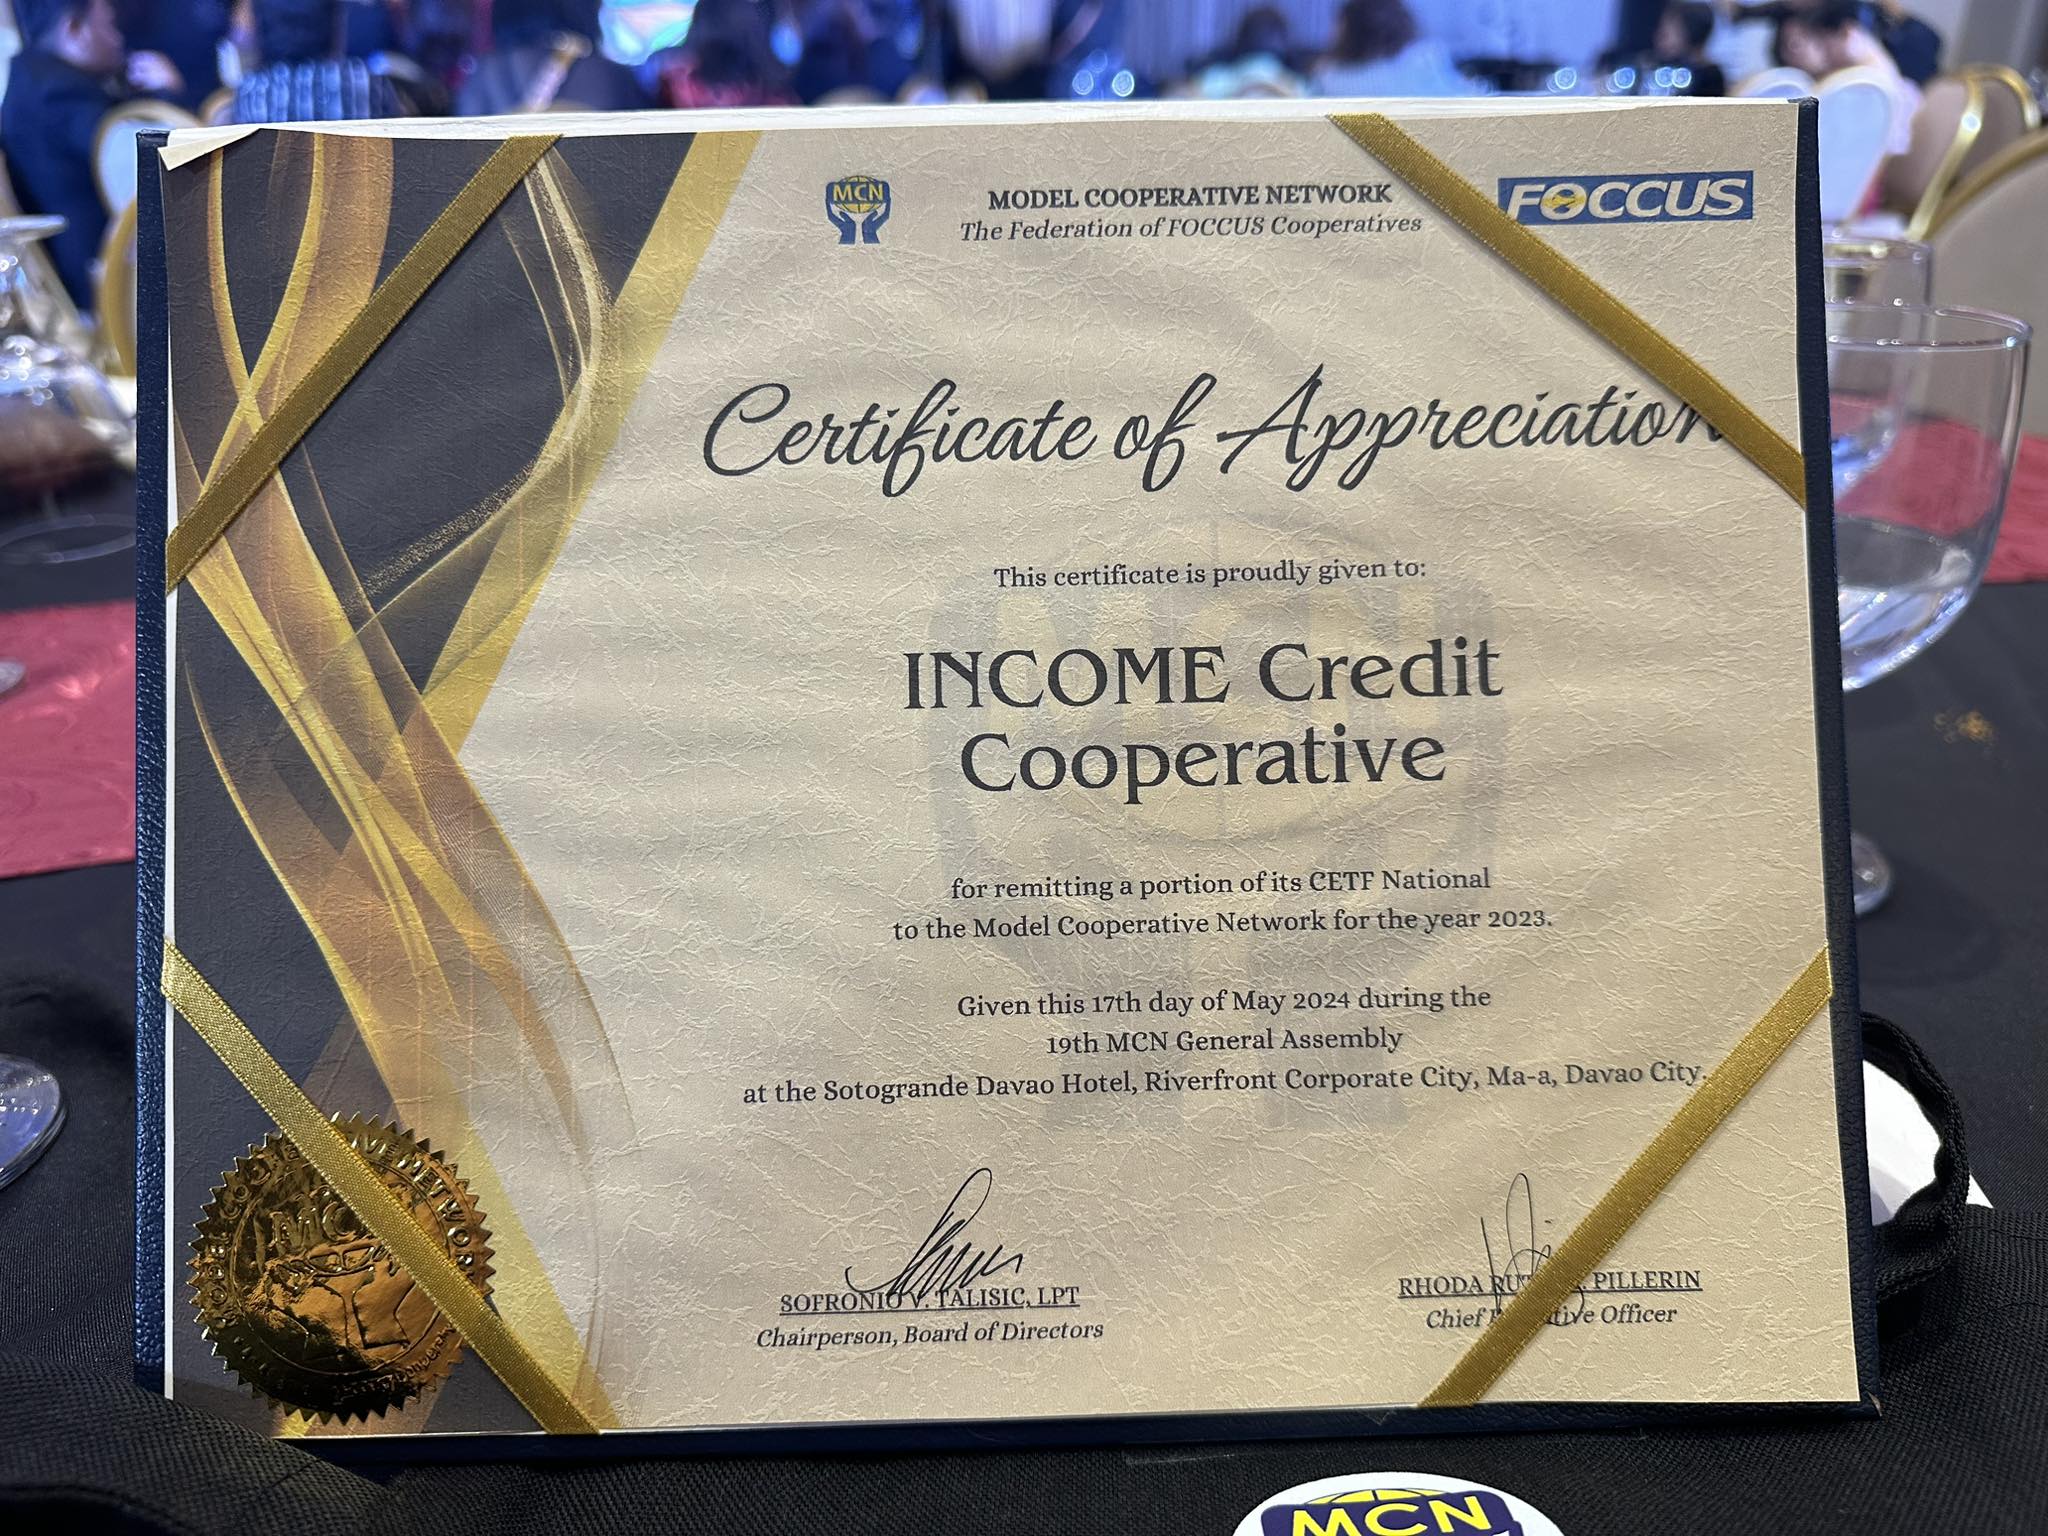 MCN
MODEL COOPERATIVE NETWORK
The Federation of FOCCUS Cooperatives
FOCCUS
Certificate of Appreciation
This certificate is proudly given to:
INCOME Credit
Cooperative
for remitting a portion of its CETF National
to the Model Cooperative Network for the year 2023.
Given this 17th day of May 2024 during the
19th MCN General Assembly
at the Sotogrande Davao Hotel, Riverfront Corporate City, Ma-a, Davao City.
SOFRONIO V. TALISIC, LPT
Chairperson, Board of Directors
RHODA PILLERIN
Chief Executive Officer
MCN